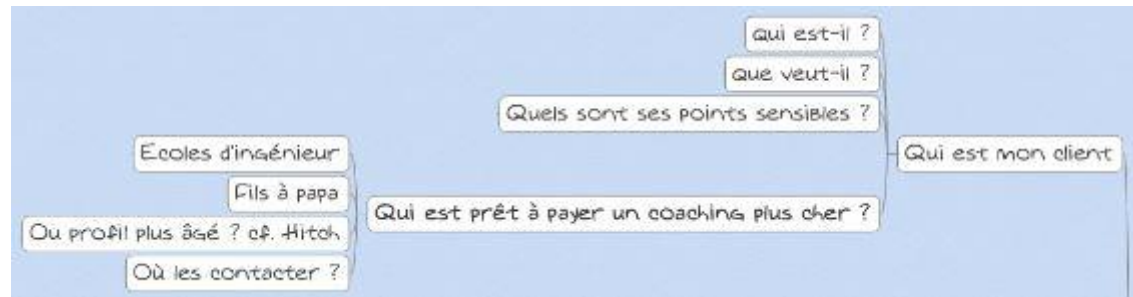 qui est-il ?
que veut-il ?
Quels sont ses points sensibles ?
Qui est mon client
Qui est prêt à payer un coaching plus cher ?
Ecoles d'ingénieur
Fils à papa
Ou profil plus âgé ? cf. Hitch
Où les contacter ?